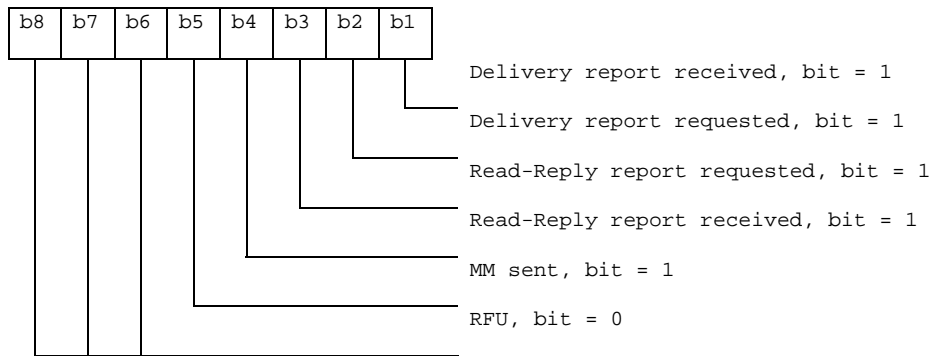 b8 b7 b6 b5 b4 b3 b2 b1
Delivery report received, bit = 1
Delivery report requested, bit = 1
Read-Reply report requested, bit = 1
Read-Reply report received, bit = 1
MM sent, bit = 1
RFU, bit = 0